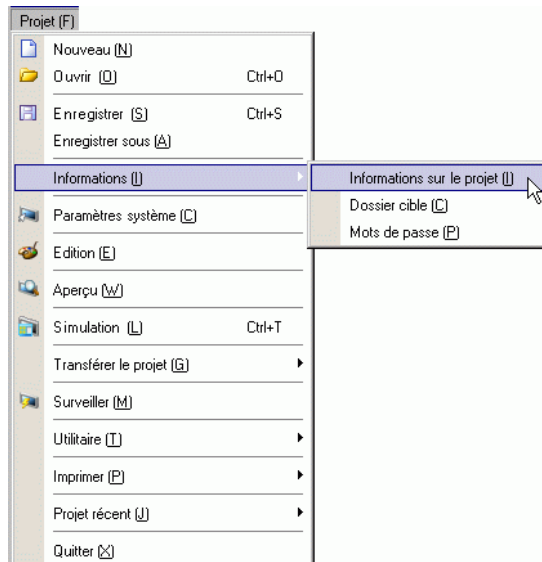 Projet (F)
Nouveau (N)
Ouvrir (O) Ctrl+O
Enregistrer (S) Ctrl+S
Enregistrer sous (A)
Informations (I)
Informations sur le projet (I)
Dossier cible (C)
Mots de passe (P)
Paramètres système (C)
Edition (E)
Aperçu (W)
Simulation (L) Ctrl+T
Transférer le projet (G)
Surveiller (M)
Utilitaire (T)
Imprimer (P)
Projet récent (J)
Quitter (X)